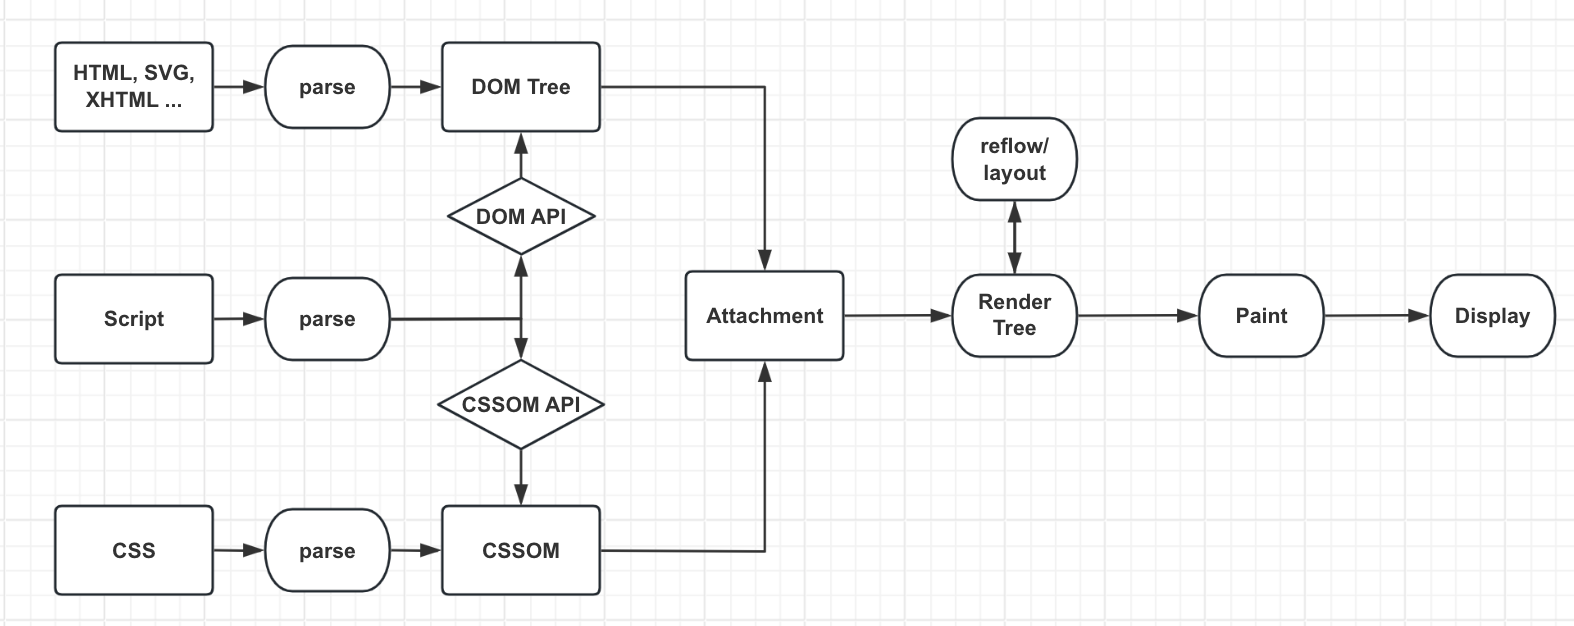 HTML, SVG,
XHTML ...
parse
DOM Tree
reflow/
layout
DOM API
Script
parse
Attachment
Render
Tree
Paint
Display
CSSOM API
CSS
parse
CSSOM